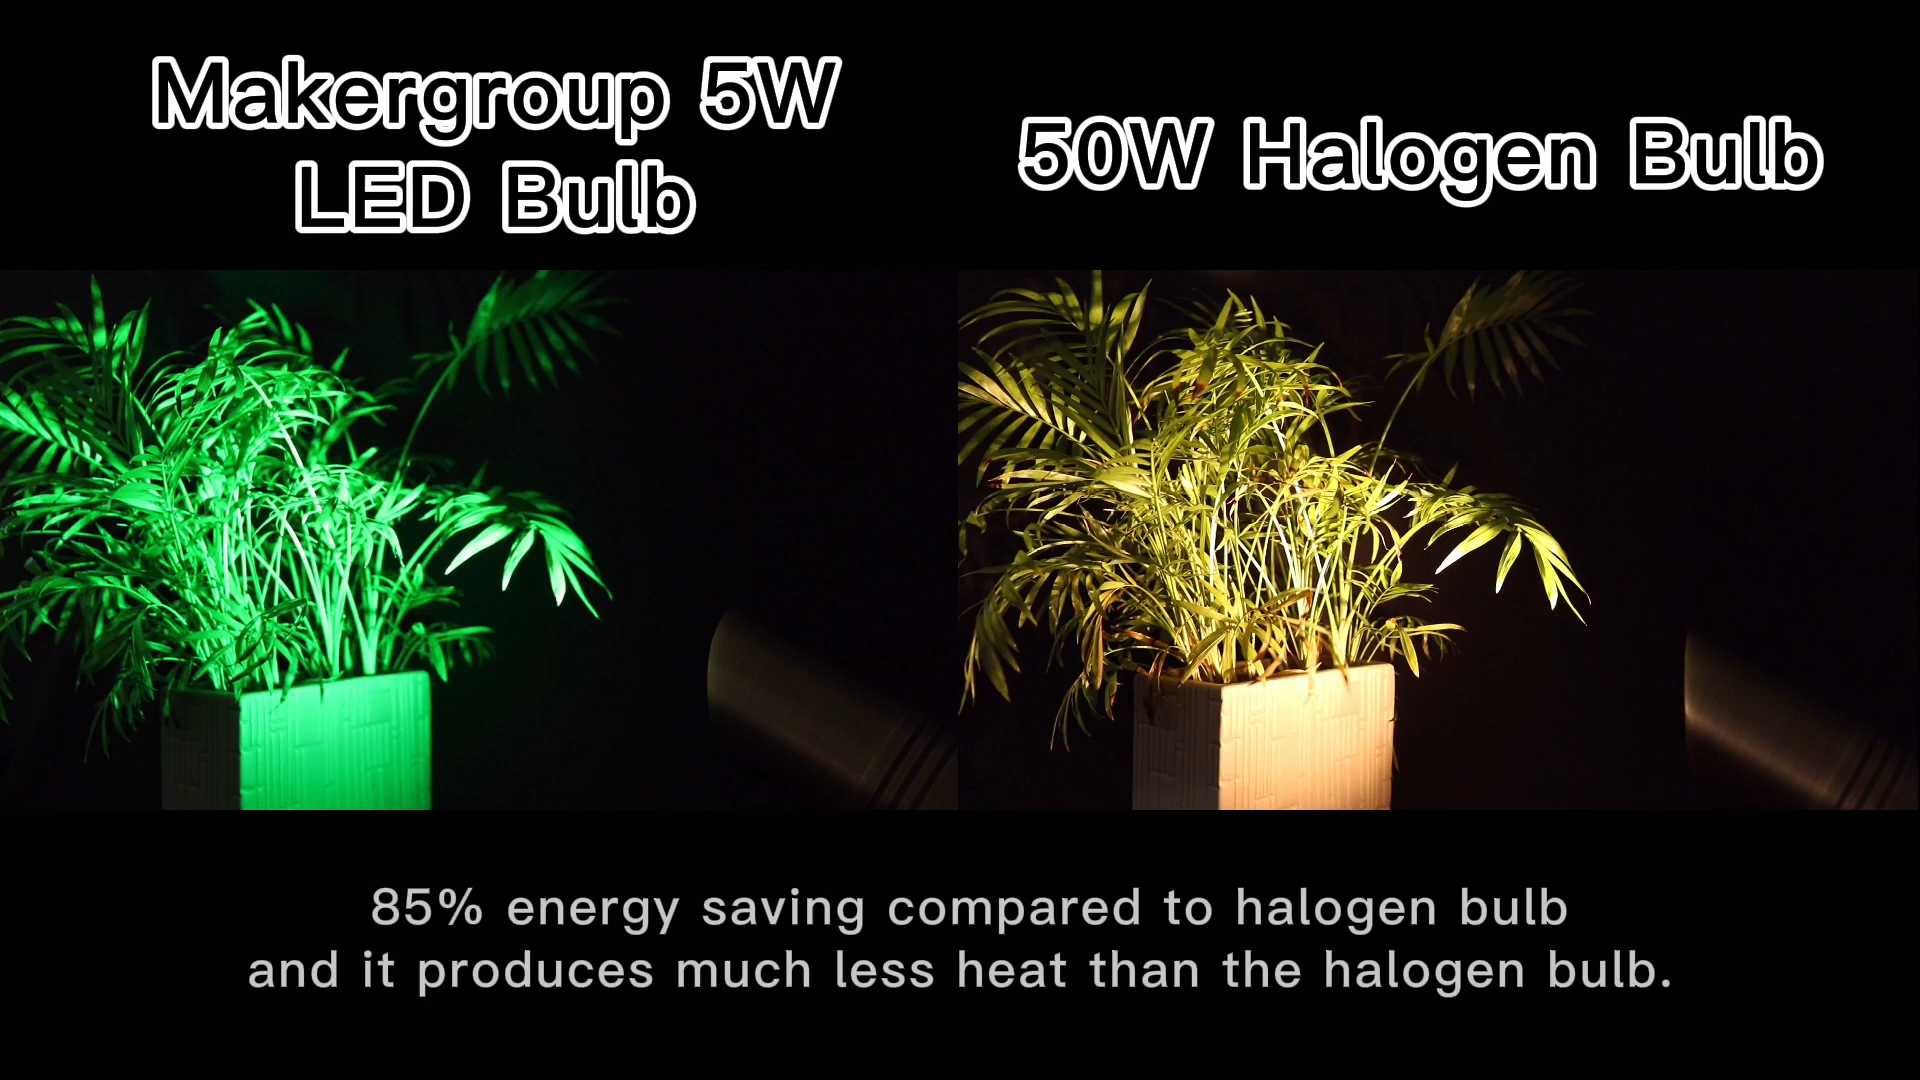 Makergroup 5W
LED Bulb
50W Halogen Bulb
85% energy saving compared to halogen bulb
and it produces much less heat than the halogen bulb.